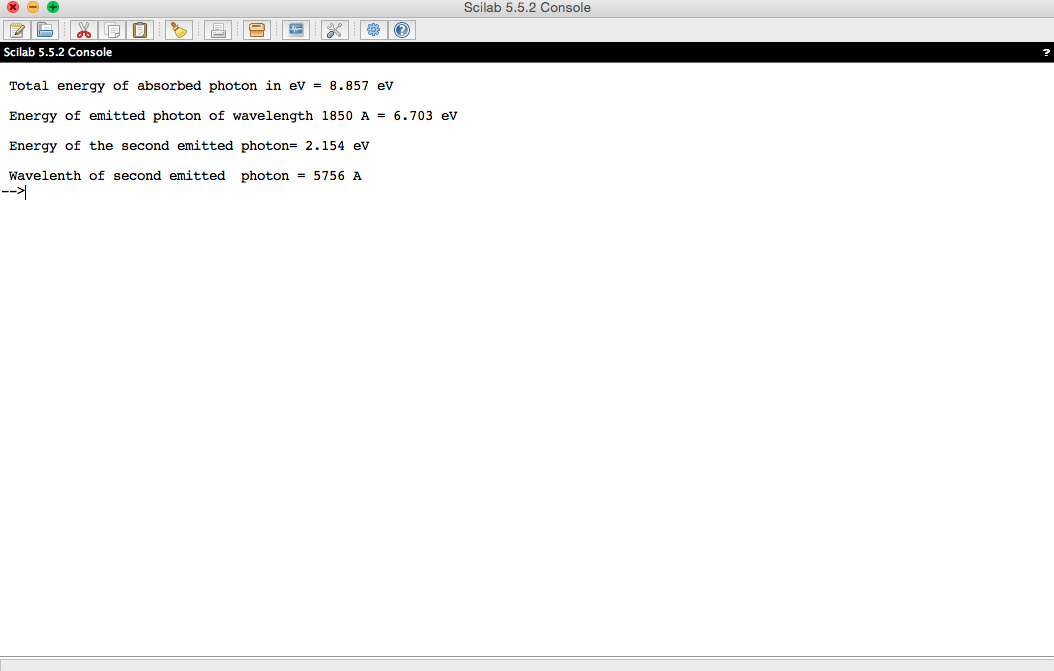 Scilab 5.5.2 Console
Scilab 5.5.2 Console ?
Total energy of absorbed photon in eV = 8.857 eV
Energy of emitted photon of wavelength 1850 A = 6.703 eV
Energy of the second emitted photon= 2.154 eV
Wavelenth of second emitted  photon = 5756 A
-->